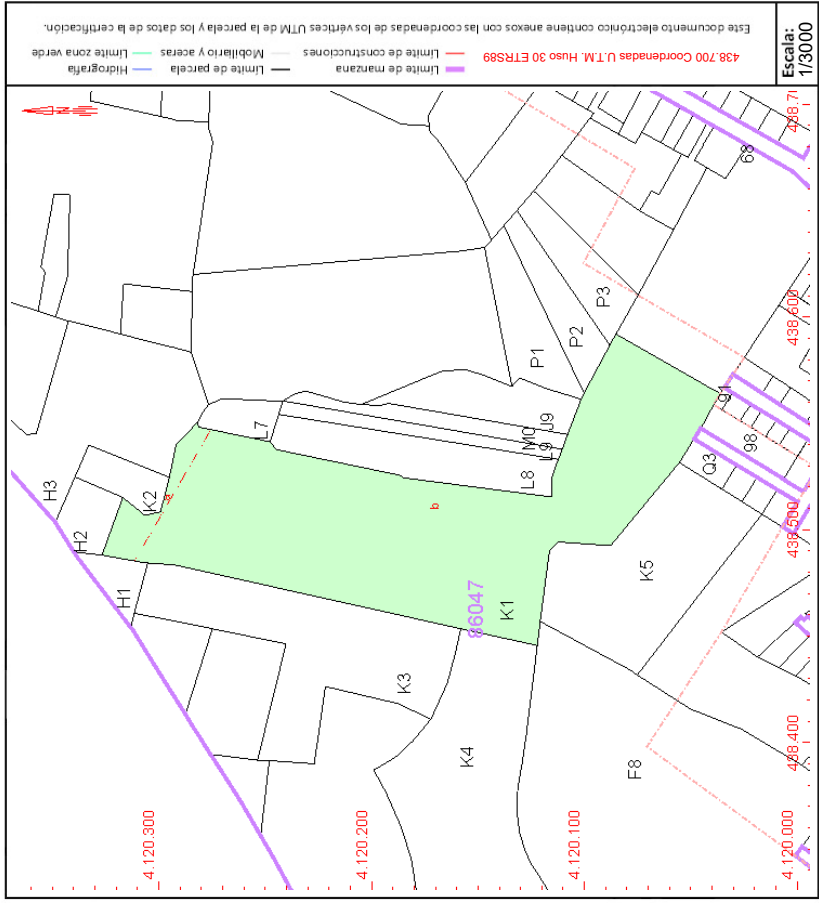 Este documento electrónico contiene anexos con las coordenadas de los vértices UTM de la parcela y los datos de la certificación.
438.700 Coordenadas U.T.M. Huso 30 ETRS89
Límite de manzana
Límite de construcciones
Límite de parcela
Mobiliario y aceras
Hidrografía
Límite zona verde
Escala:
1/3000
H3
H2
H1
K2
a
L7
P1
P2
P3
J9
M0
L9
L8
b
86047
K1
K3
K4
K5
F8
Q3
98
91
68
4.120.300
4.120.200
4.120.100
4.120.000
438.400
438.500
438.600
438.7